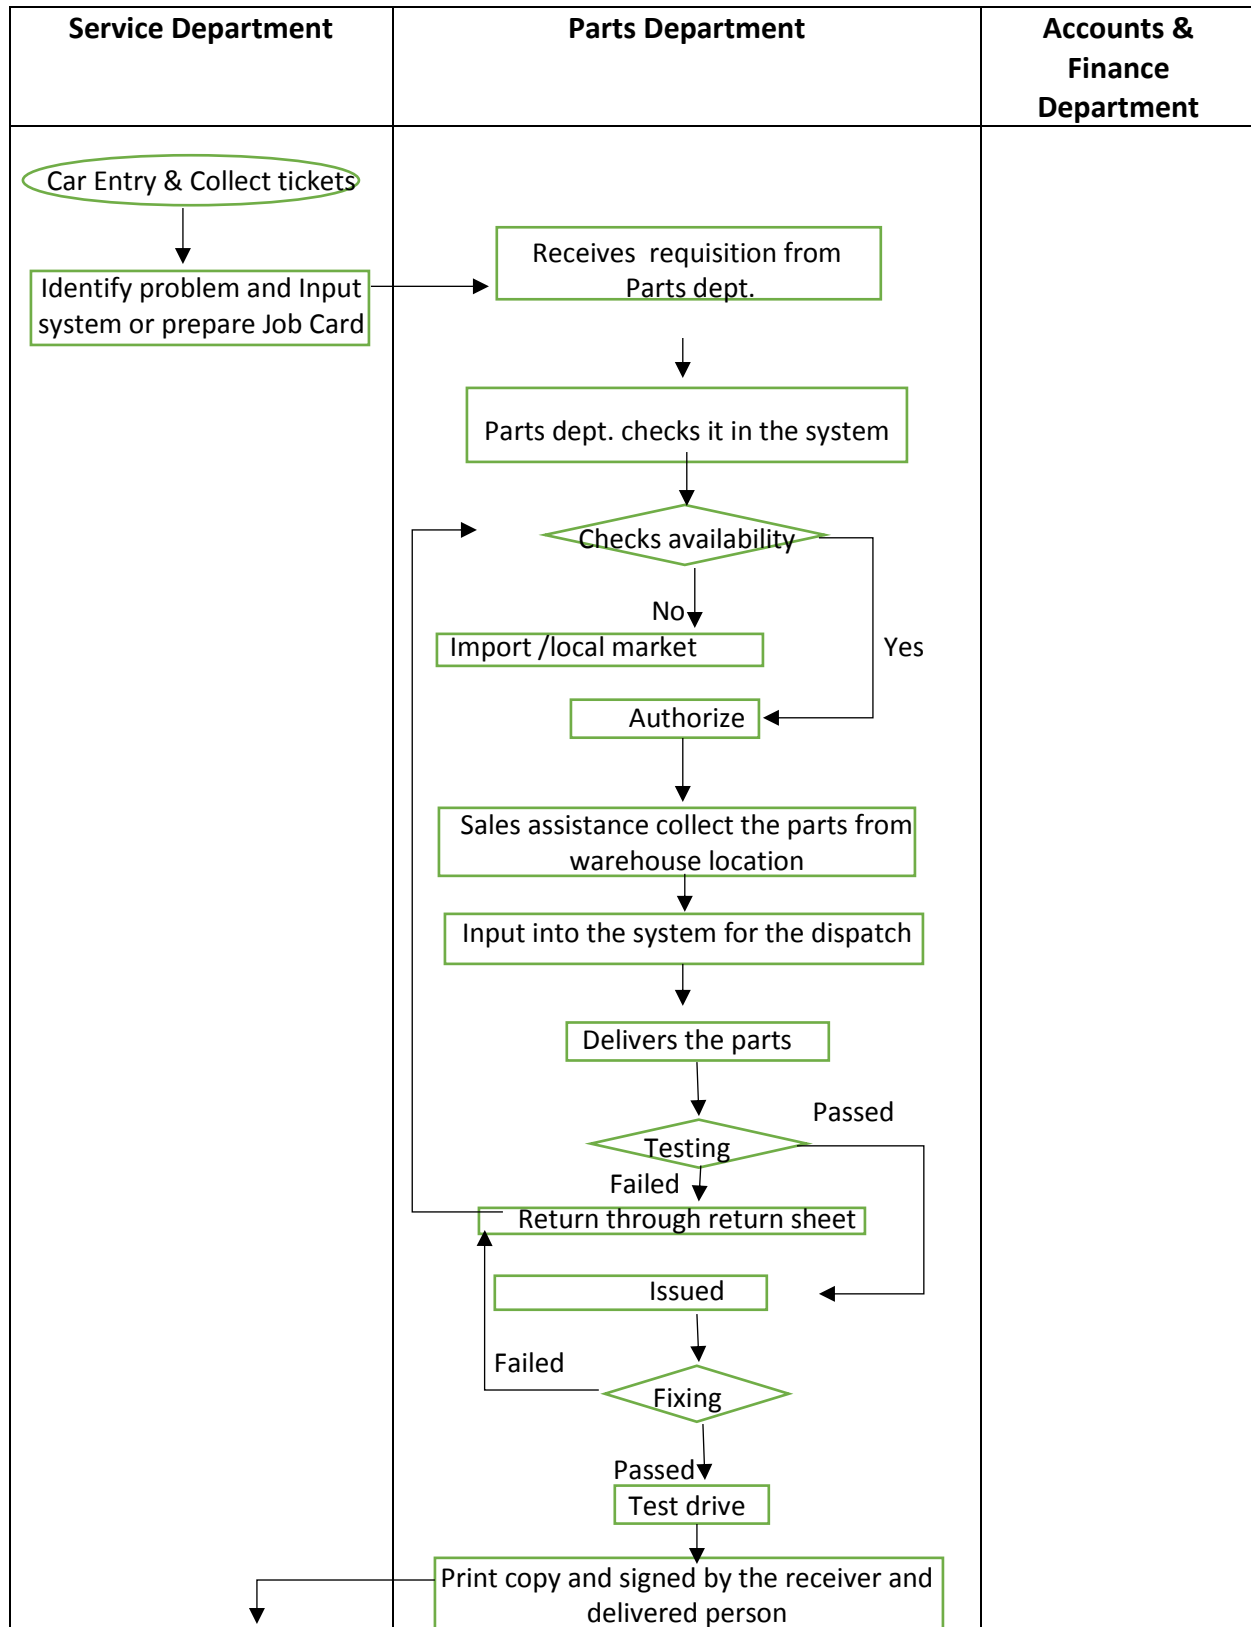 Service Department
Parts Department
Accounts &
Finance
Department
Car Entry & Collect tickets
Identify problem and Input
system or prepare Job Card
Receives requisition from
Parts dept.
Parts dept. checks it in the system
Checks availability
No
Yes
Import /local market
Authorize
Sales assistance collect the parts from
warehouse location
Input into the system for the dispatch
Delivers the parts
Passed
Testing
Failed
Return through return sheet
Issued
Failed
Fixing
Passed
Test drive
Print copy and signed by the receiver and
delivered person